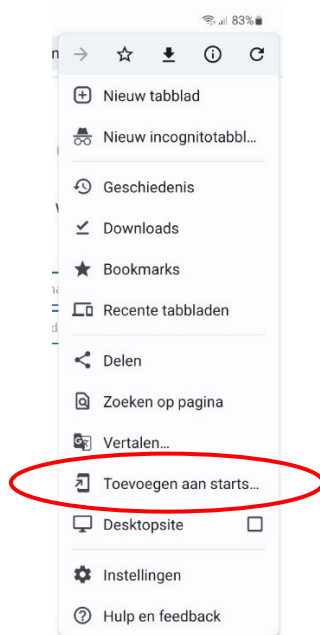 83%
Nieuw tabblad
Nieuw incognitotabbl...
Geschiedenis
Downloads
Bookmarks
Recente tabbladen
Delen
Zoeken op pagina
Vertalen...
Toevoegen aan starts...
Desktopsite
Instellingen
Hulp en feedback